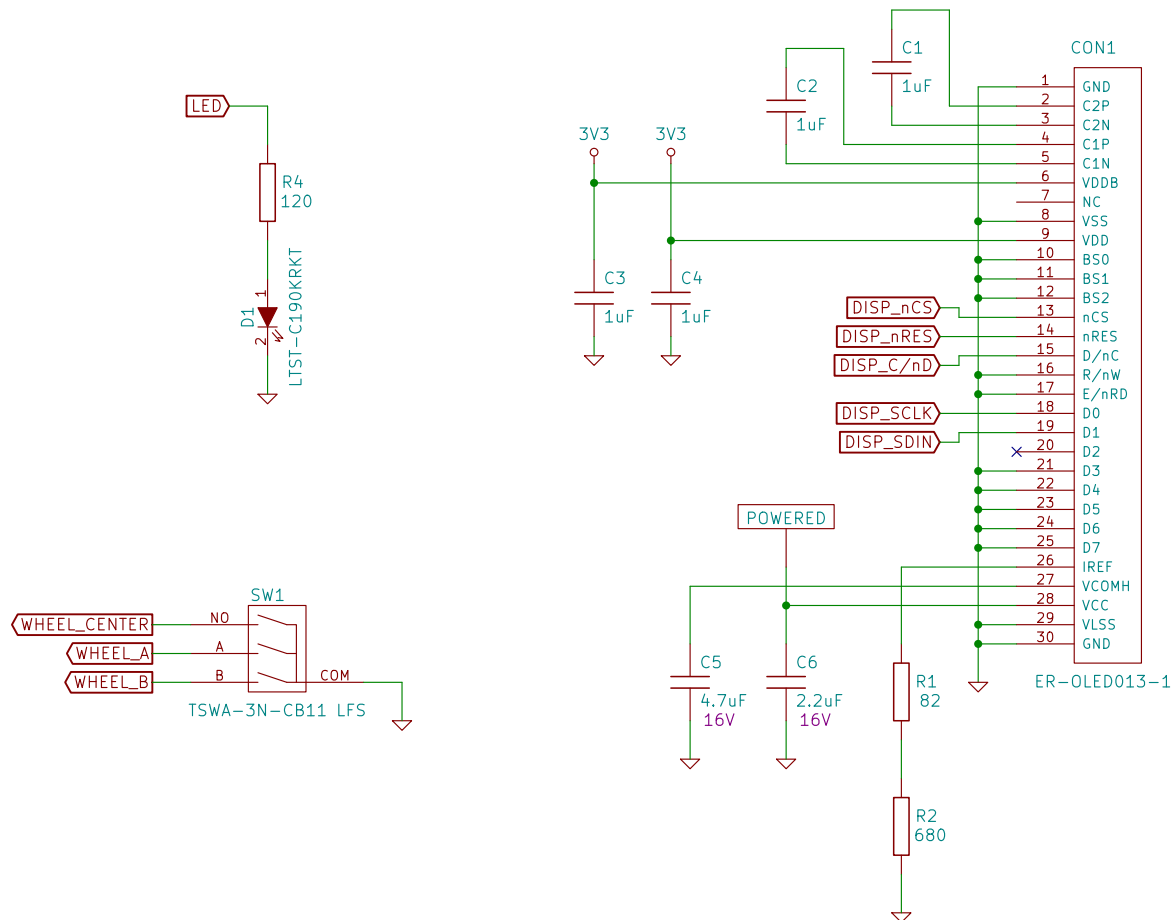 LED
R4
120
1
D1
2
LTST-C190KRKT
C1
1uF
C2
1uF
3V3
3V3
C3
1uF
C4
1uF
CON1
1 GND
2 C2P
3 C2N
4 C1P
5 C1N
6 VDDB
7 NC
8 VSS
9 VDD
10 BS0
11 BS1
12 BS2
DISP_nCS 13 nCS
DISP_nRES 14 nRES
DISP_C/nD 15 D/nC
16 R/nW
17 E/nRD
DISP_SCLK 18 D0
DISP_SDIN 19 D1
20 D2
21 D3
22 D4
23 D5
24 D6
25 D7
26 IREF
27 VCOMH
28 VCC
29 VLSS
30 GND
ER-OLED013-1
POWERED
C5
4.7uF
16V
C6
2.2uF
16V
R1
82
R2
680
SW1
WHEEL_CENTER NO
WHEEL_A A
WHEEL_B B COM
TSWA-3N-CB11 LFS